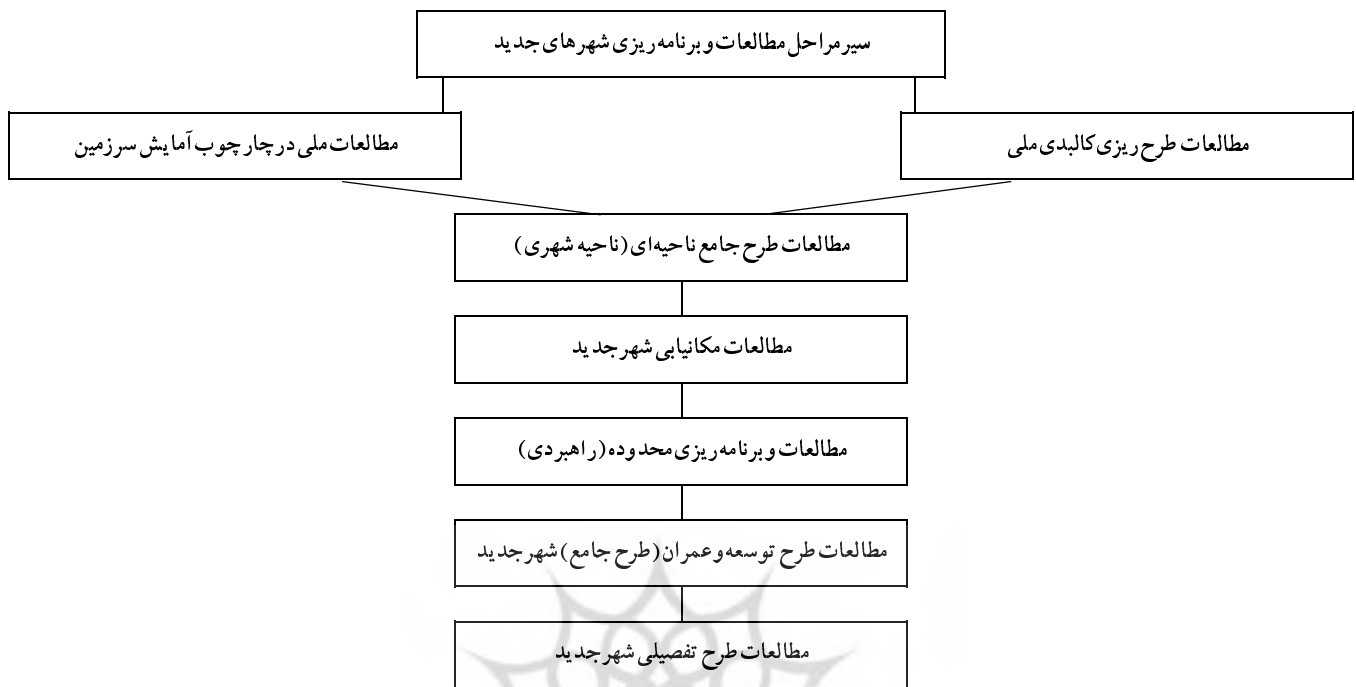 سیر مراحل مطالعات و برنامه ریزی شهرهای جدید
مطالعات طرح ریزی کالبدی ملی
مطالعات ملی در چارچوب آمایش سرزمین
مطالعات طرح جامع ناحیه‌ای (ناحیه شهری)
مطالعات مکانیابی شهر جدید
مطالعات و برنامه ریزی محدوده (راهبردی)
مطالعات طرح توسعه و عمران (طرح جامع) شهر جدید
مطالعات طرح تفصیلی شهر جدید